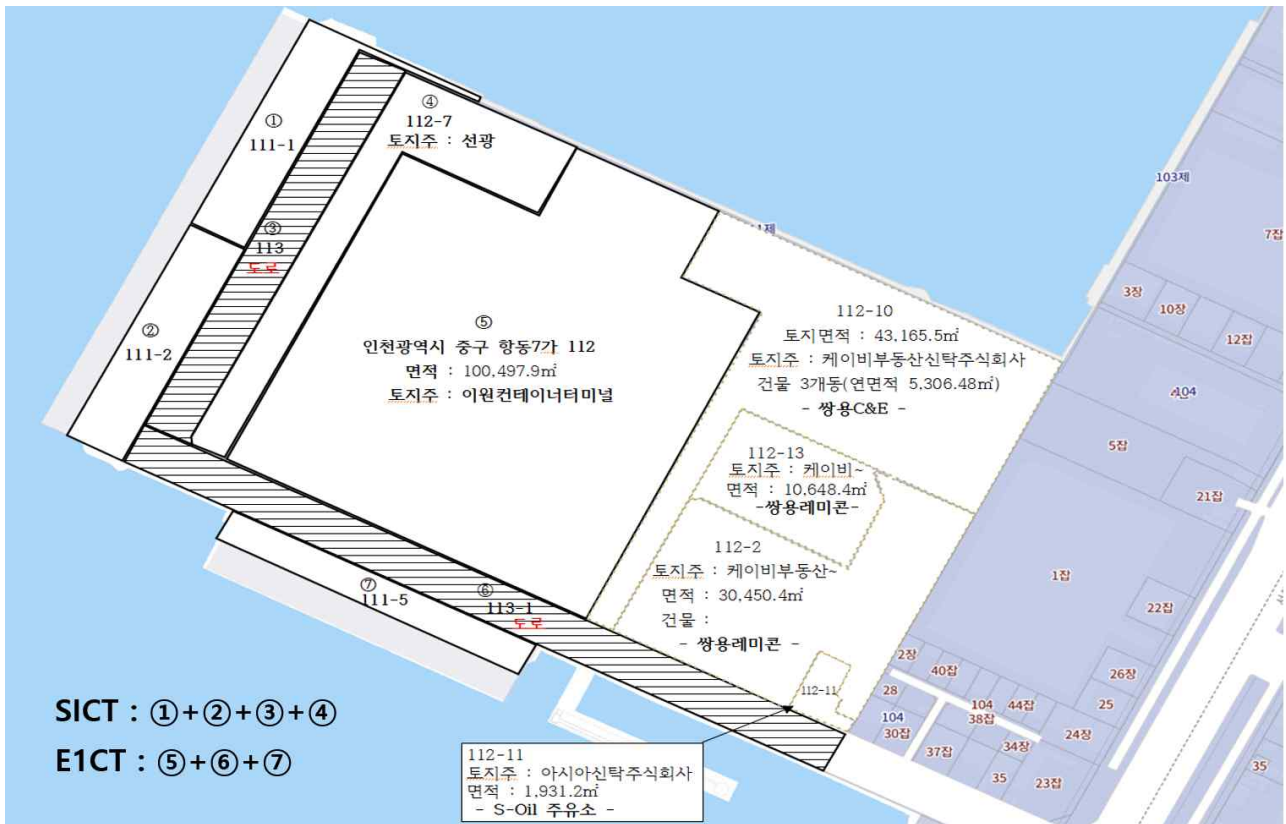 ①
111-1
④
112-7
토지주 : 선광
③
113
도로
②
111-2
⑤
인천광역시 중구 항동7가 112
면적 : 100,497.9㎡
토지주 : 이원컨테이너터미널
1제
112-10
토지면적 : 43,165.5㎡
토지주 : 케이비부동산신탁주식회사
건물 3개동(연면적 5,306.48㎡)
- 쌍용C&E -
112-13
토지주 : 케이비~
면적 : 10,648.4㎡
-쌍용레미콘-
112-2
토지주 : 케이비부동산~
면적 : 30,450.4㎡
건물 :
- 쌍용레미콘 -
112-11
⑦
111-5
⑥
113-1
도로
103제
7잡
3장
10장
12잡
104
5잡
21잡
1잡
22잡
2장
40잡
26장
28
104
44잡
25
104
38잡
30잡
24장
37잡
34장
35
23잡
35
SICT : ①+②+③+④
E1CT : ⑤+⑥+⑦
112-11
토지주 : 아시아신탁주식회사
면적 : 1,931.2㎡
- S-Oil 주유소 -